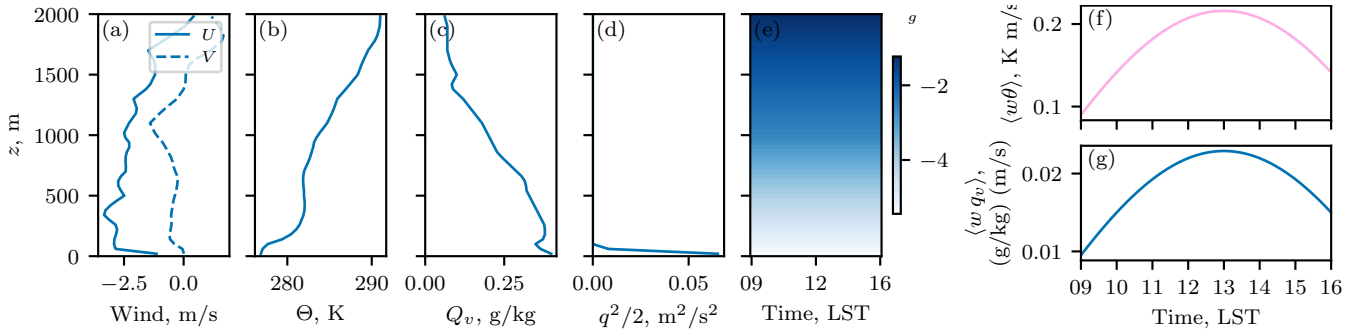 (a) (b) (c) (d) (e) (f) (g)
U
V
2000
1500
1000
500
0
z, m
−2.5 0.0
Wind, m/s
280 290
Θ, K
0.00 0.25
Q_v, g/kg
0.00 0.05
q²/2, m²/s²
09 12 16
Time, LST
g
−2
−4
0.2
0.1
⟨wθ⟩, K m/s
0.02
0.01
⟨w q_v⟩,
(g/kg) (m/s)
09 10 11 12 13 14 15 16
Time, LST